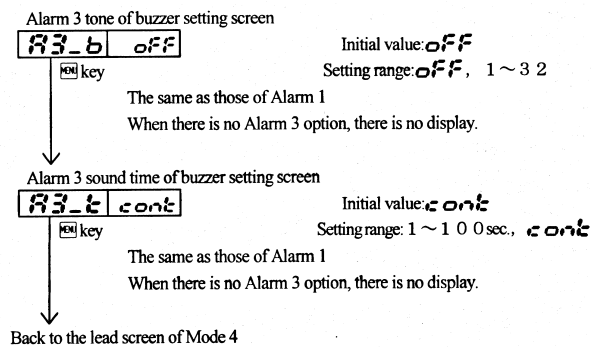 Alarm 3 tone of buzzer setting screen
A3_b oFF Initial value:oFF
MENU key Setting range:oFF, 1～32
The same as those of Alarm 1
When there is no Alarm 3 option, there is no display.
Alarm 3 sound time of buzzer setting screen
A3_t cont Initial value:cont
MENU key Setting range: 1～100sec., cont
The same as those of Alarm 1
When there is no Alarm 3 option, there is no display.
Back to the lead screen of Mode 4